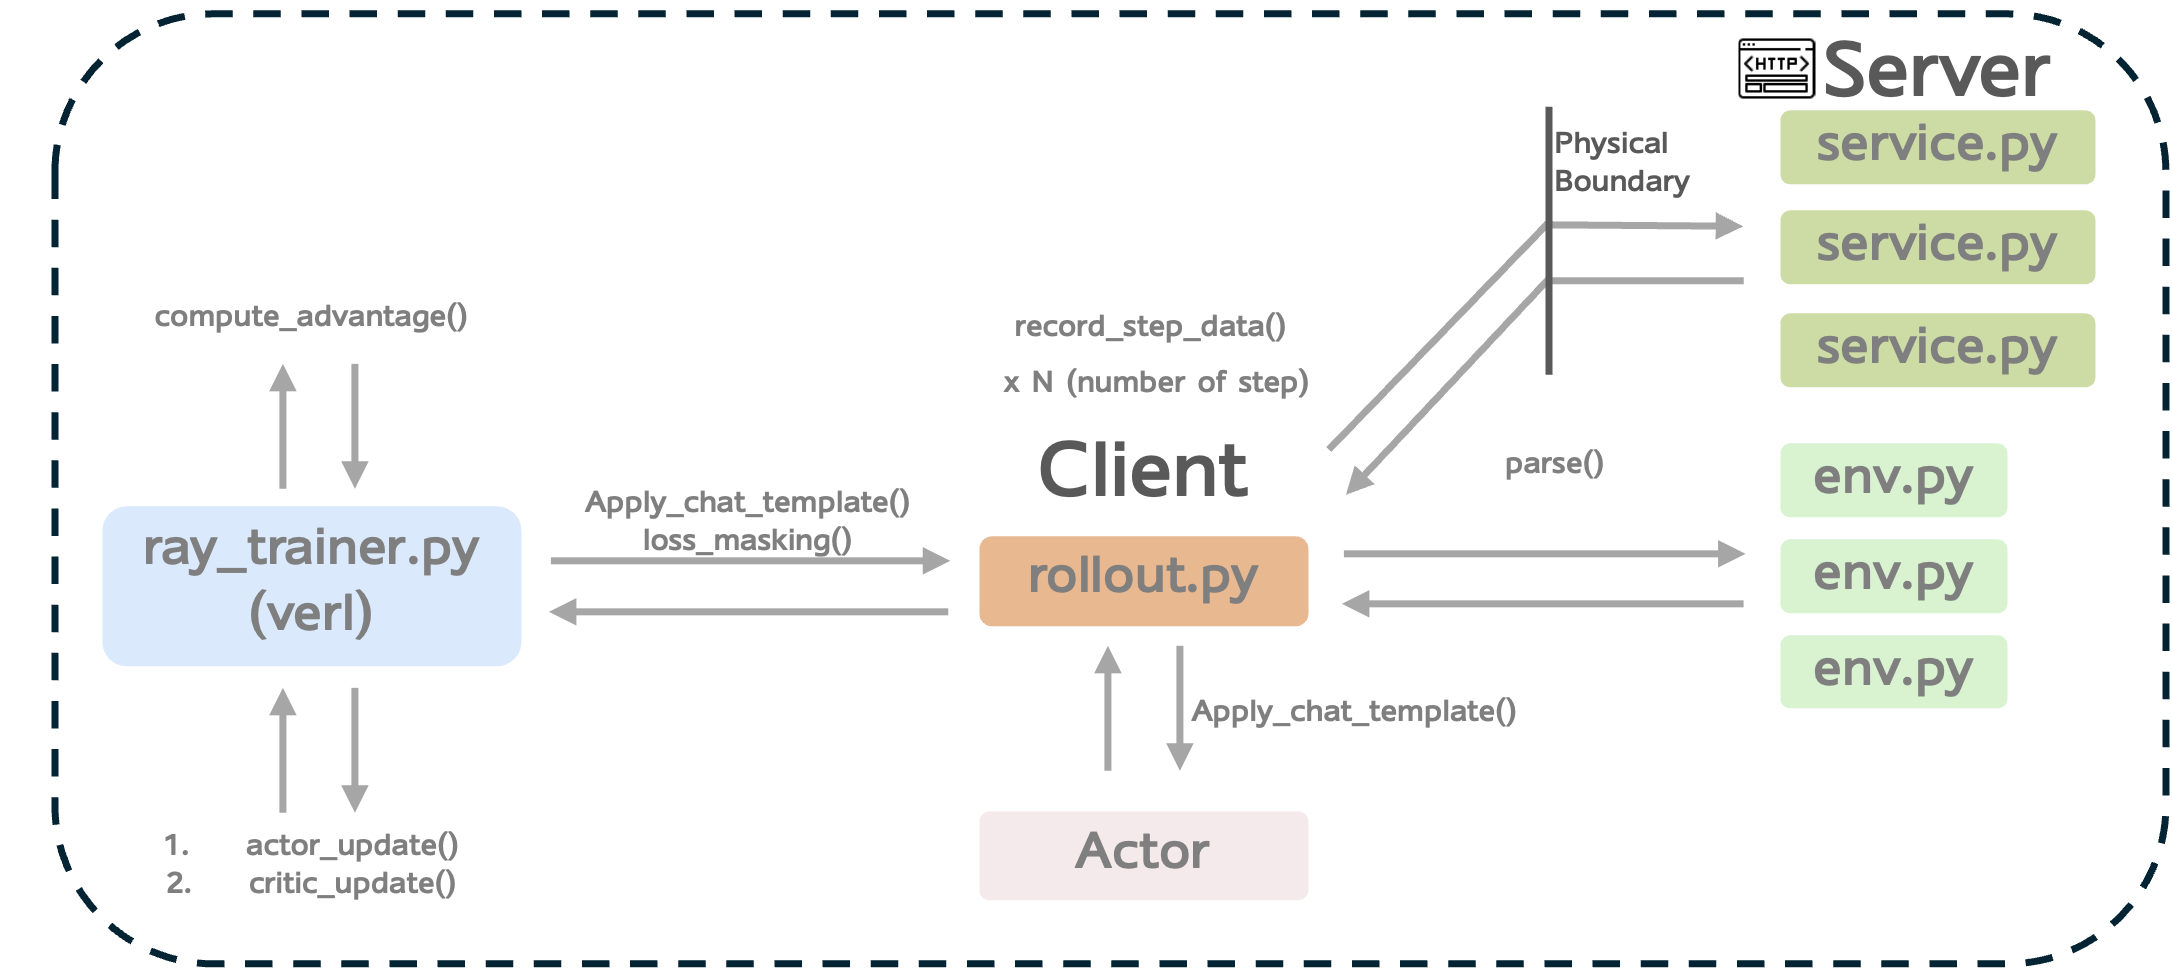 <HTTP>
Server
Physical
Boundary
service.py
service.py
service.py
compute_advantage()
record_step_data()
x N (number of step)
Client
parse()
env.py
env.py
env.py
Apply_chat_template()
loss_masking()
ray_trainer.py
(verl)
rollout.py
Apply_chat_template()
Actor
1. actor_update()
2. critic_update()